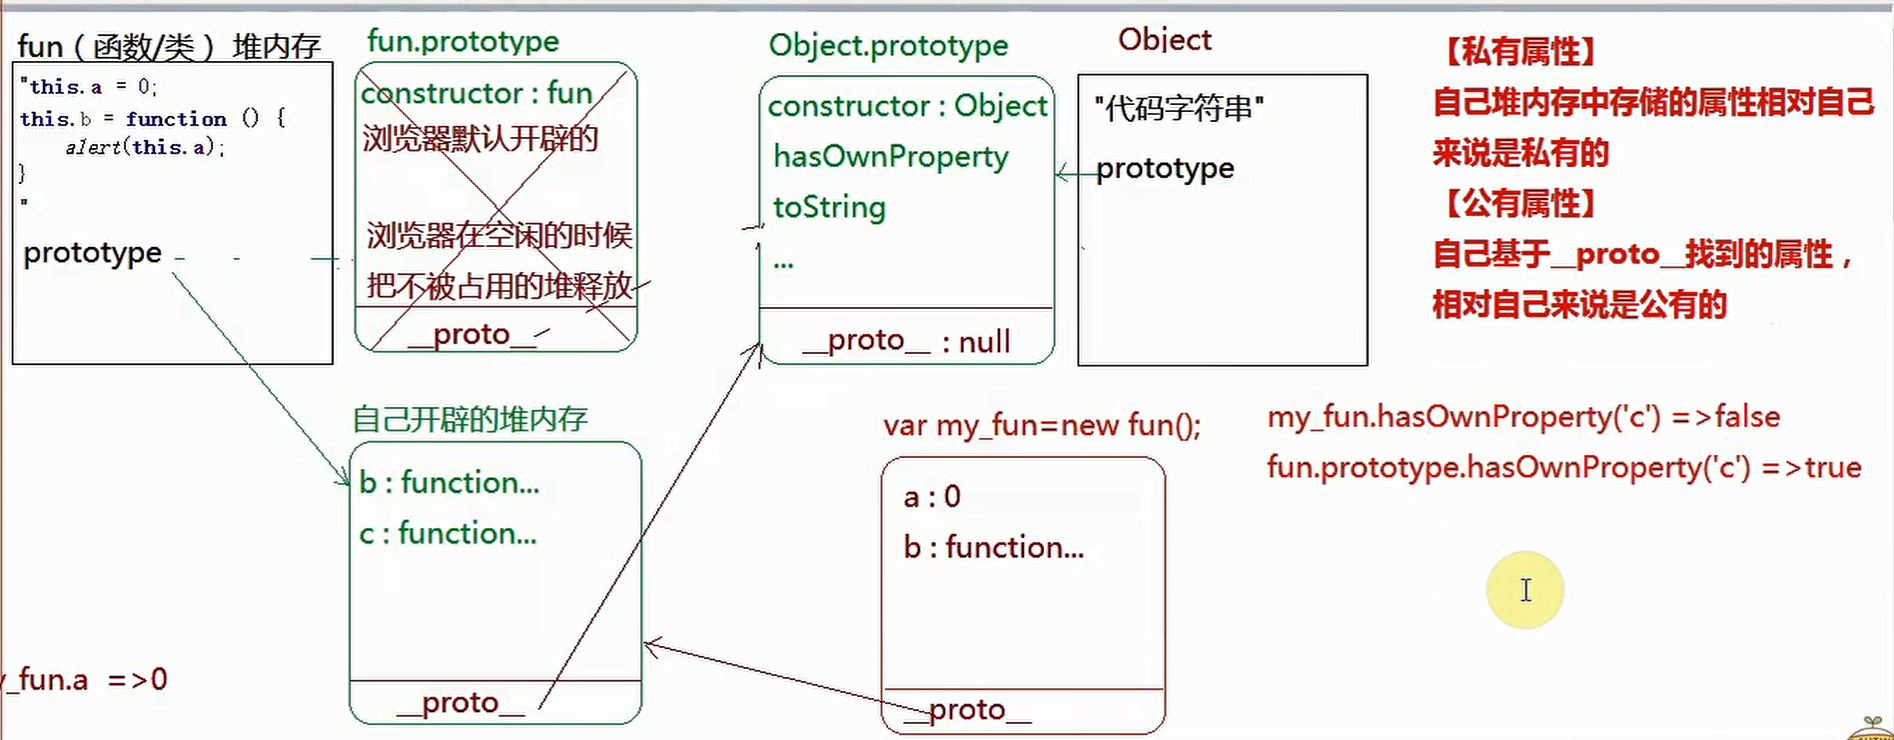 fun（函数/类） 堆内存
"this.a = 0;
this.b = function () {
alert(this.a);
}
"
prototype
fun.prototype
constructor : fun
浏览器默认开辟的
浏览器在空闲的时候
把不被占用的堆释放
__proto__
Object.prototype
constructor : Object
hasOwnProperty
toString
...
__proto__ : null
Object
"代码字符串"
prototype
【私有属性】
自己堆内存中存储的属性相对自己
来说是私有的
【公有属性】
自己基于__proto__找到的属性，
相对自己来说是公有的
自己开辟的堆内存
b : function...
c : function...
__proto__
var my_fun=new fun();
a : 0
b : function...
__proto__
my_fun.hasOwnProperty('c') =>false
fun.prototype.hasOwnProperty('c') =>true
y_fun.a =>0